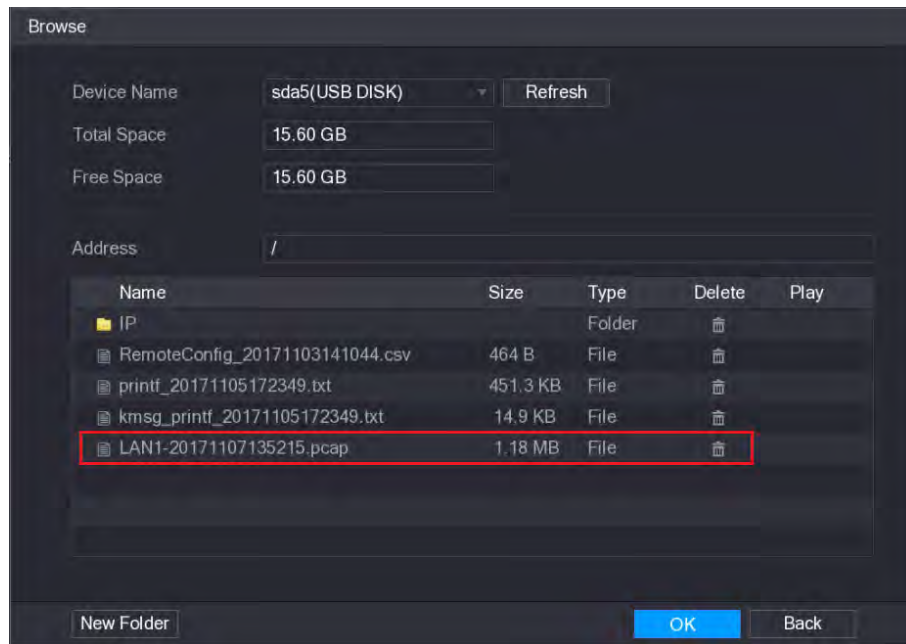 Browse
Device Name sda5(USB DISK) Refresh
Total Space 15.60 GB
Free Space 15.60 GB
Address /
Name Size Type Delete Play
IP Folder
RemoteConfig_20171103141044.csv 464 B File
printf_20171105172349.txt 451.3 KB File
kmsg_printf_20171105172349.txt 14.9 KB File
LAN1-20171107135215.pcap 1.18 MB File
New Folder OK Back